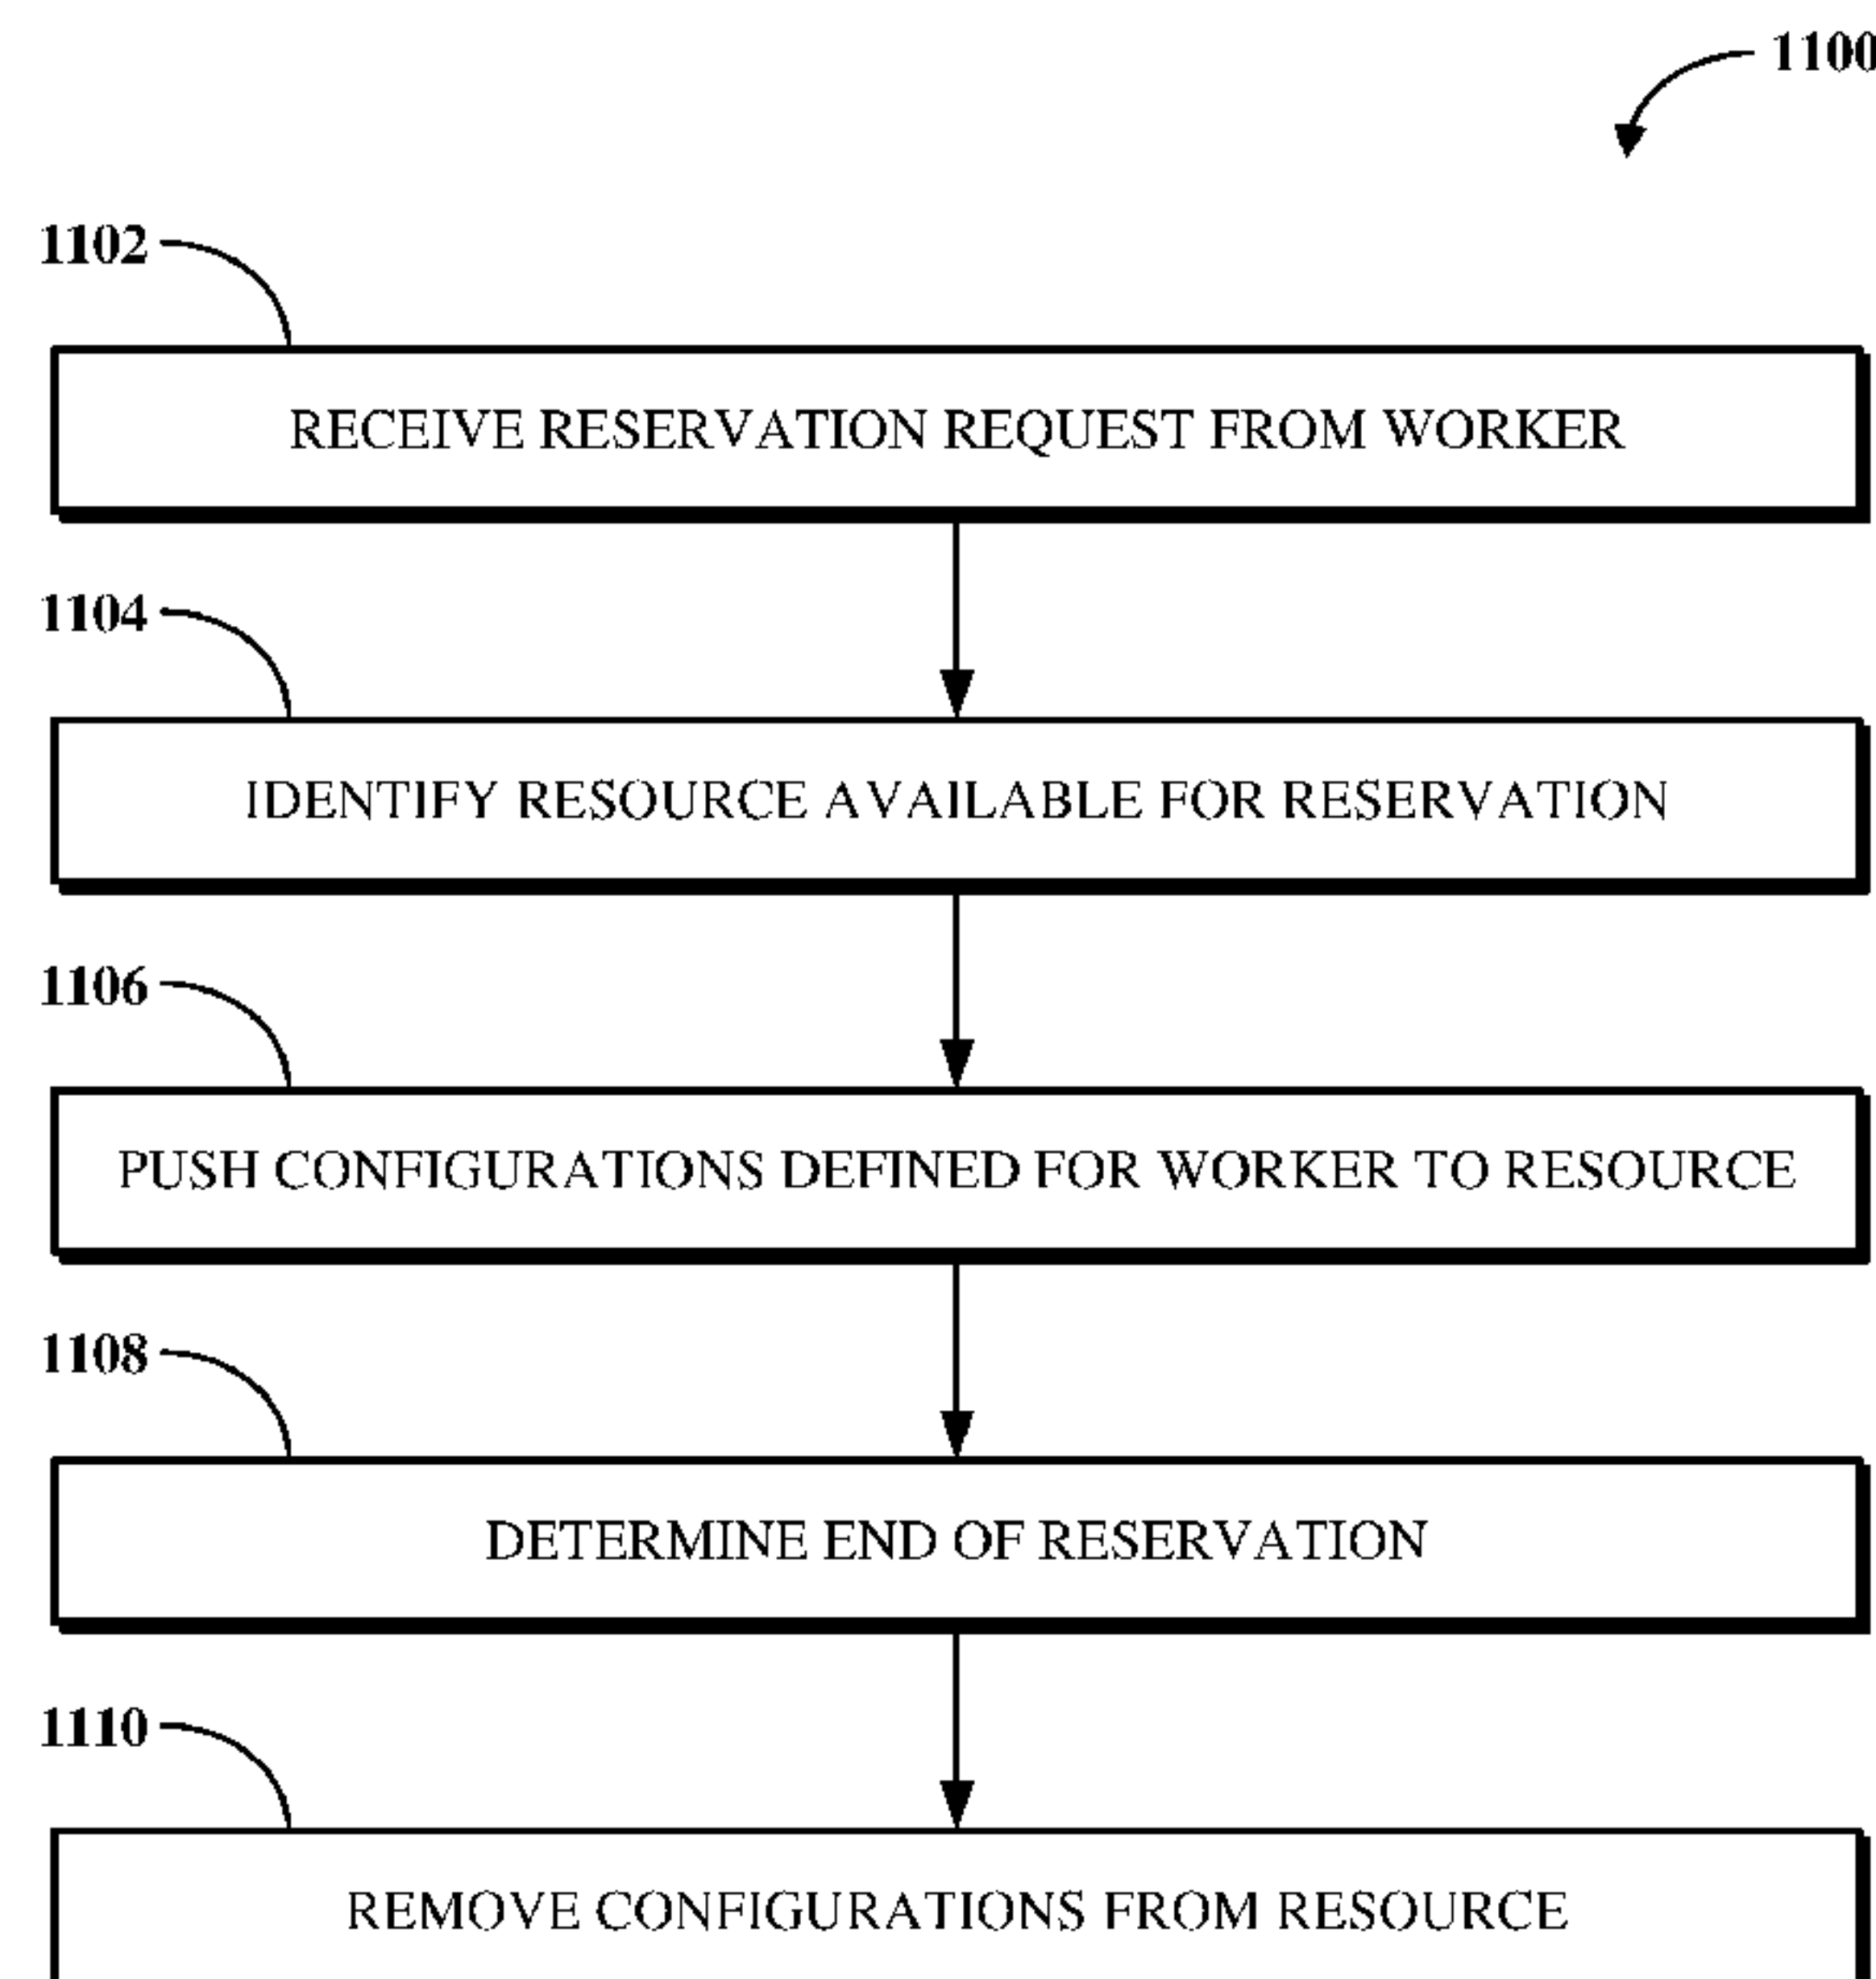 1100
1102
RECEIVE RESERVATION REQUEST FROM WORKER
1104
IDENTIFY RESOURCE AVAILABLE FOR RESERVATION
1106
PUSH CONFIGURATIONS DEFINED FOR WORKER TO RESOURCE
1108
DETERMINE END OF RESERVATION
1110
REMOVE CONFIGURATIONS FROM RESOURCE